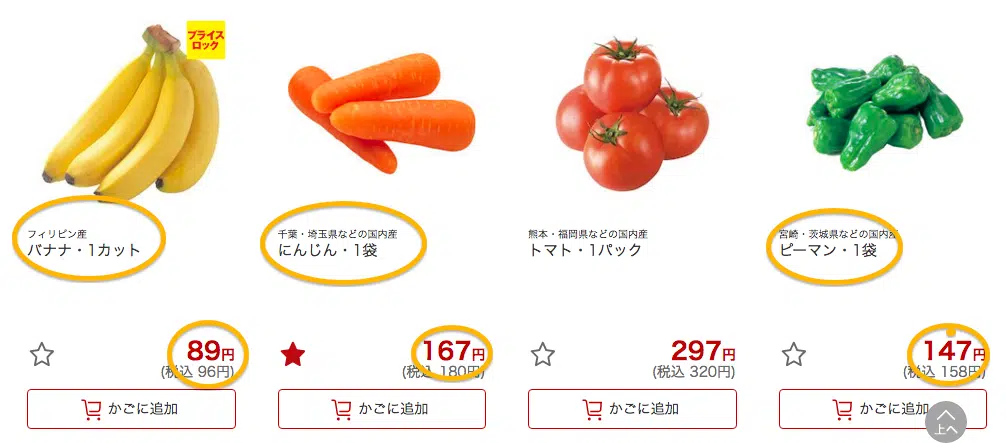 プライス
ロック
フィリピン産
バナナ・1カット
89円
(税込 96円)
かごに追加
千葉・埼玉県などの国内産
にんじん・1袋
167円
(税込 180円)
かごに追加
熊本・福岡県などの国内産
トマト・1パック
297円
(税込 320円)
かごに追加
宮崎・茨城県などの国内産
ピーマン・1袋
147円
(税込 158円)
かごに追加
上へ